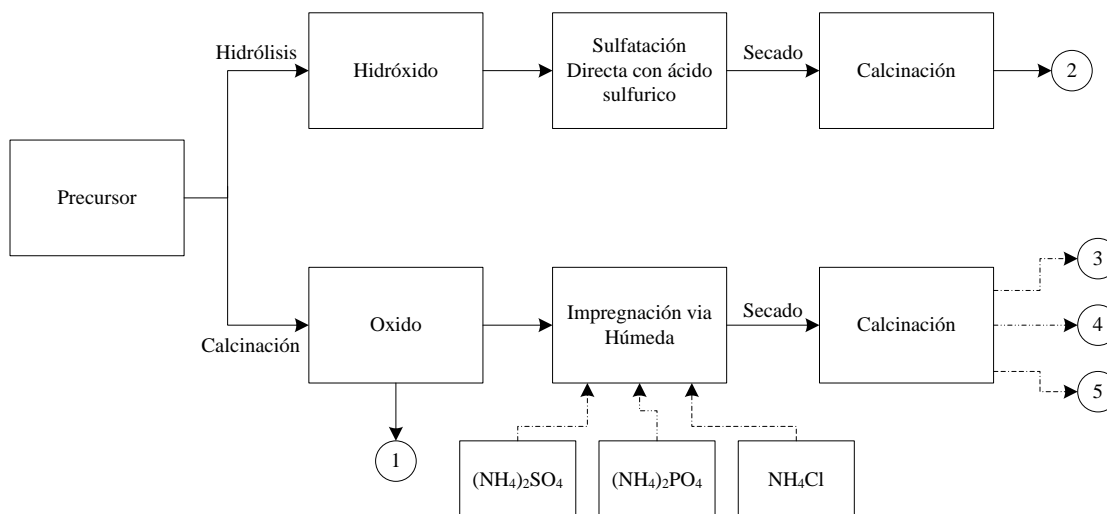 Hidrólisis
Hidróxido
Sulfatación
Directa con ácido
sulfurico
Secado
Calcinación
2
Precursor
Calcinación
Oxido
Impregnación via
Húmeda
Secado
Calcinación
3
4
5
1
(NH₄)₂SO₄
(NH₄)₂PO₄
NH₄Cl